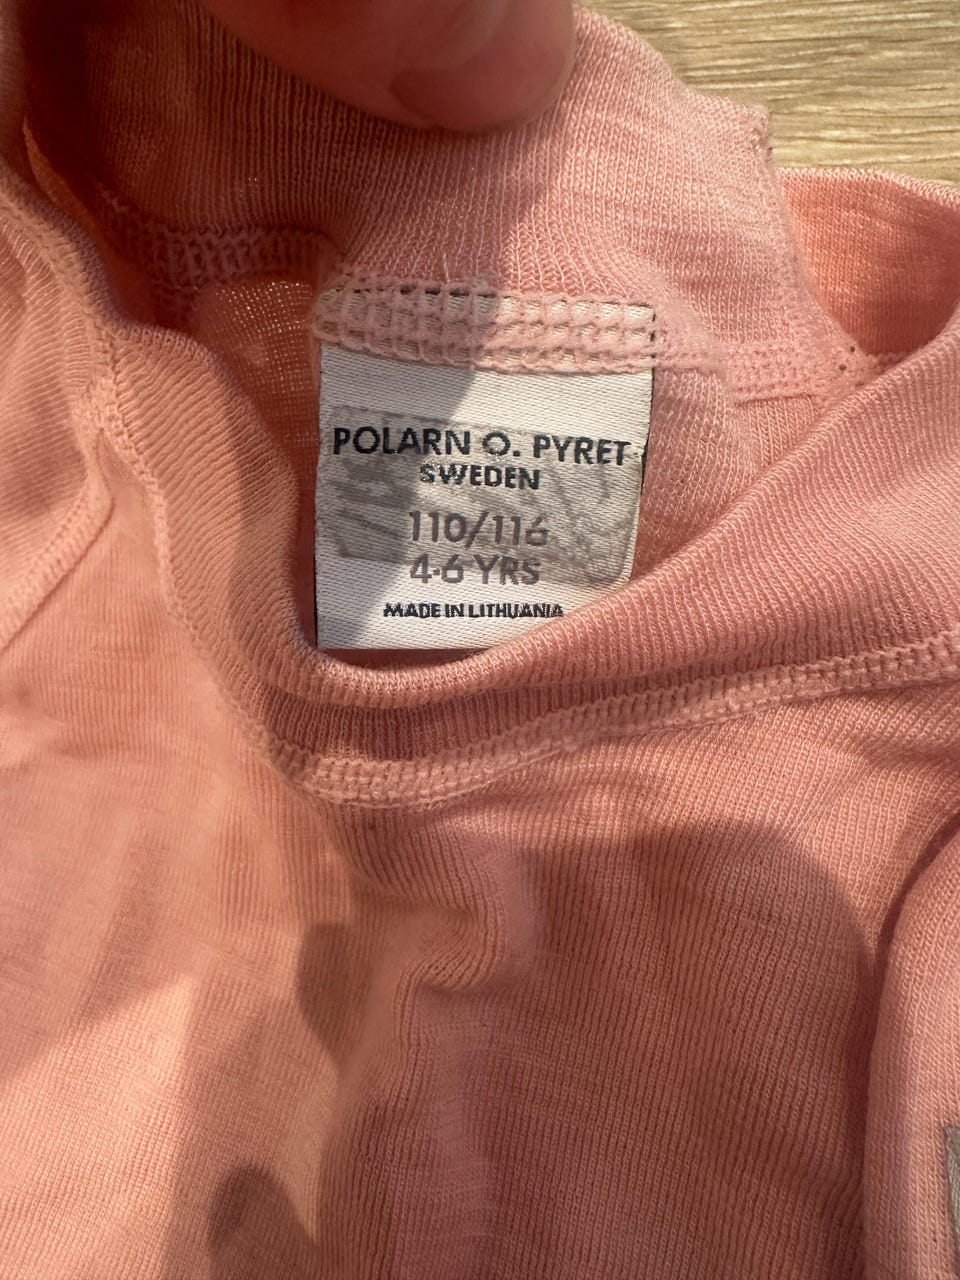 POLARN O. PYRET
SWEDEN
110/116
4-6 YRS
MADE IN LITHUANIA